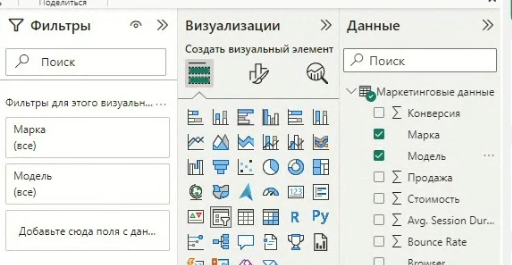 Поделиться
Фильтры
Поиск
Фильтры для этого визуальн... ...
Марка
(все)
Модель
(все)
Добавьте сюда поля с дан...
Визуализации
Создать визуальный элемент
123
R Py
Данные
Поиск
Маркетинговые данные
Σ Конверсия
Марка
Модель ...
Σ Продажа
Σ Стоимость
Σ Avg. Session Dur...
Σ Bounce Rate
Browser